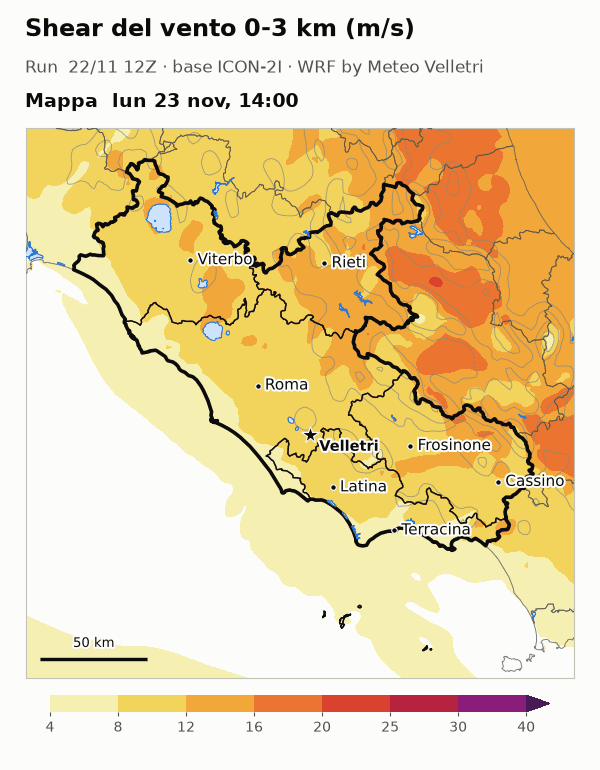 Shear del vento 0-3 km (m/s)
Run  22/11 12Z · base ICON-2I · WRF by Meteo Velletri
Mappa  lun 23 nov, 14:00
Viterbo
Rieti
Roma
Velletri
Frosinone
Latina
Cassino
Terracina
50 km
4 8 12 16 20 25 30 40